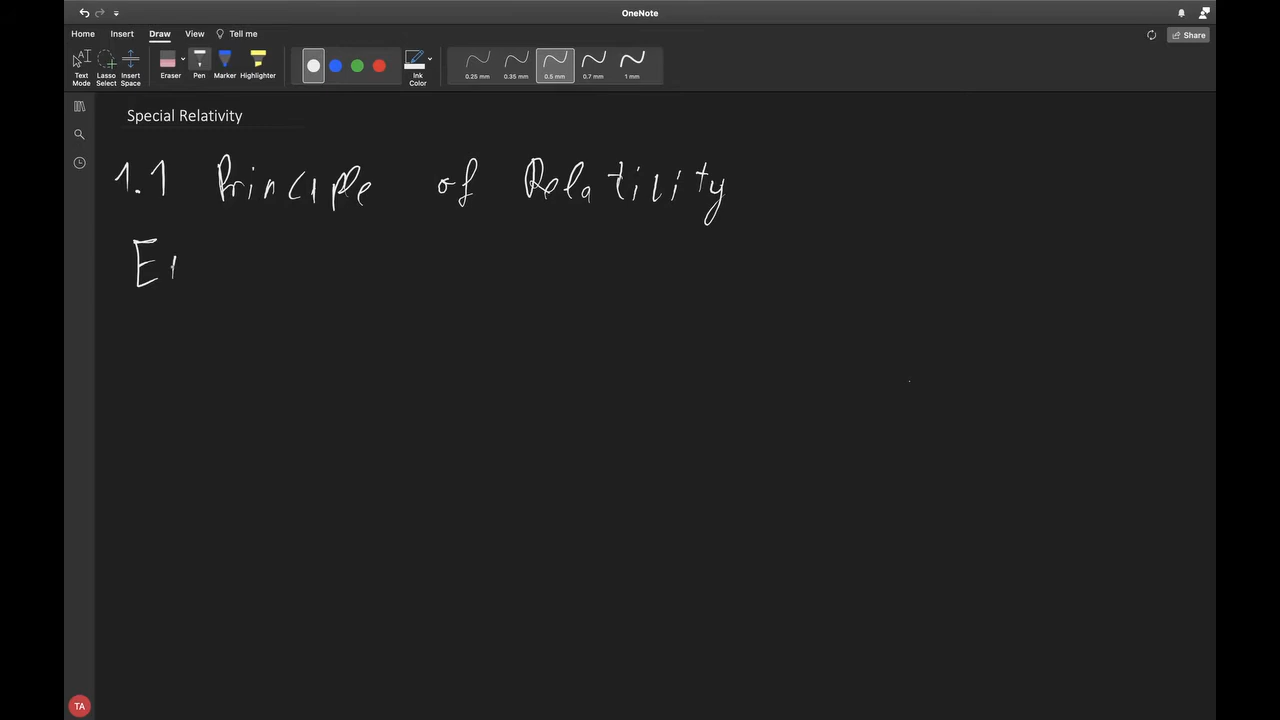 OneNote
Home Insert Draw View Tell me
Share
Text Mode
Lasso Select
Insert Space
Eraser
Pen
Marker
Highlighter
Ink Color
0.25 mm
0.35 mm
0.5 mm
0.7 mm
1 mm
Special Relativity
1.1 Principle of Relativity
TA